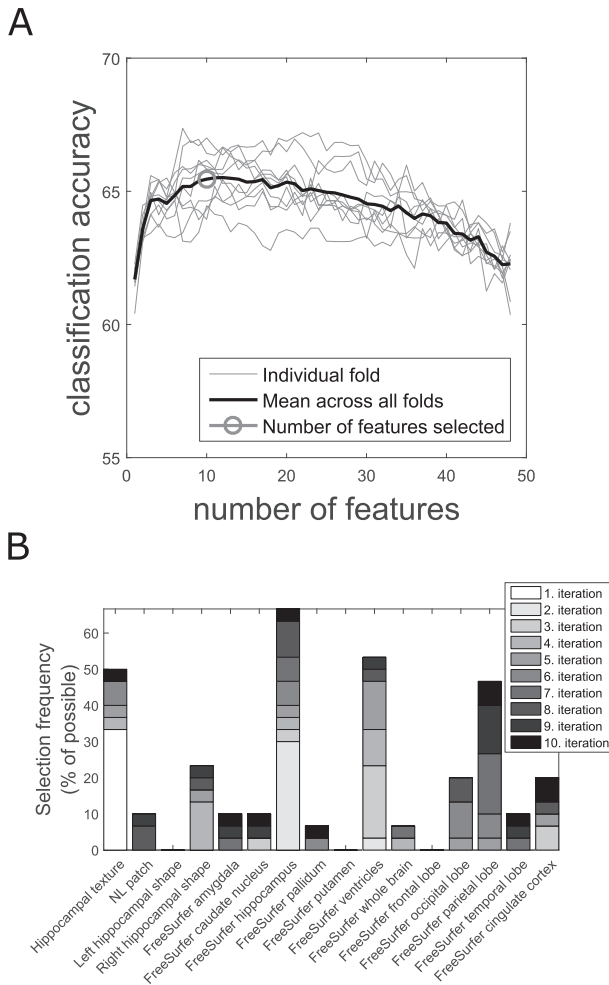 A
70
65
60
55
classification accuracy
Individual fold
Mean across all folds
Number of features selected
0
10
20
30
40
50
number of features
B
Selection frequency
(% of possible)
60
50
40
30
20
10
0
1. iteration
2. iteration
3. iteration
4. iteration
5. iteration
6. iteration
7. iteration
8. iteration
9. iteration
10. iteration
Hippocampal texture
NL patch
Left hippocampal shape
Right hippocampal shape
FreeSurfer amygdala
FreeSurfer caudate nucleus
FreeSurfer hippocampus
FreeSurfer pallidum
FreeSurfer putamen
FreeSurfer ventricles
FreeSurfer whole brain
FreeSurfer frontal lobe
FreeSurfer occipital lobe
FreeSurfer parietal lobe
FreeSurfer temporal lobe
FreeSurfer cingulate cortex